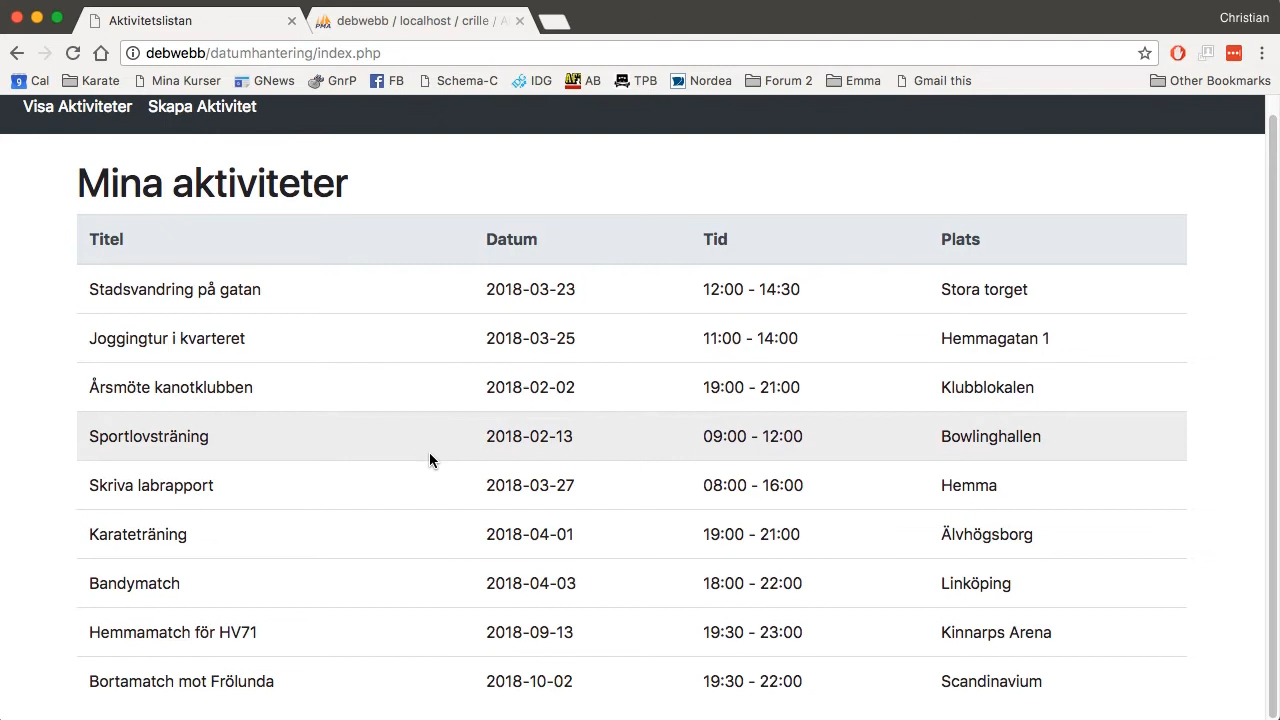 Aktivitetslistan
debwebb / localhost / crille / A
Christian
debwebb/datumhantering/index.php
Cal Karate Mina Kurser GNews GnrP FB Schema-C IDG AB TPB Nordea Forum 2 Emma Gmail this Other Bookmarks
Visa Aktiviteter Skapa Aktivitet
Mina aktiviteter
Titel Datum Tid Plats
Stadsvandring på gatan 2018-03-23 12:00 - 14:30 Stora torget
Joggingtur i kvarteret 2018-03-25 11:00 - 14:00 Hemmagatan 1
Årsmöte kanotklubben 2018-02-02 19:00 - 21:00 Klubblokalen
Sportlovsträning 2018-02-13 09:00 - 12:00 Bowlinghallen
Skriva labrapport 2018-03-27 08:00 - 16:00 Hemma
Karateträning 2018-04-01 19:00 - 21:00 Älvhögsborg
Bandymatch 2018-04-03 18:00 - 22:00 Linköping
Hemmamatch för HV71 2018-09-13 19:30 - 23:00 Kinnarps Arena
Bortamatch mot Frölunda 2018-10-02 19:30 - 22:00 Scandinavium